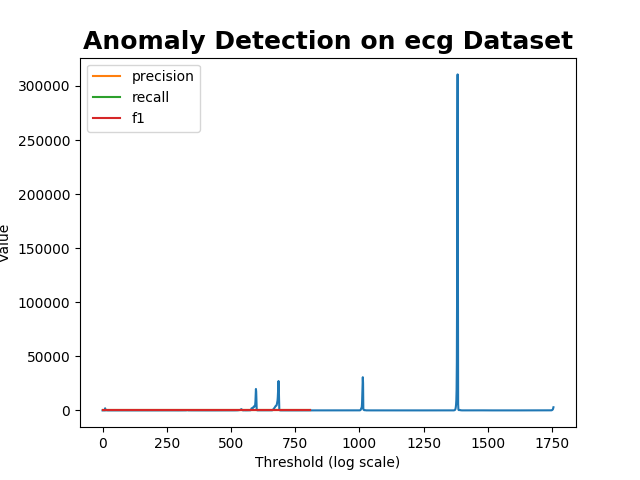 Anomaly Detection on ecg Dataset
precision
recall
f1
300000
250000
200000
150000
100000
50000
0
Value
0 250 500 750 1000 1250 1500 1750
Threshold (log scale)